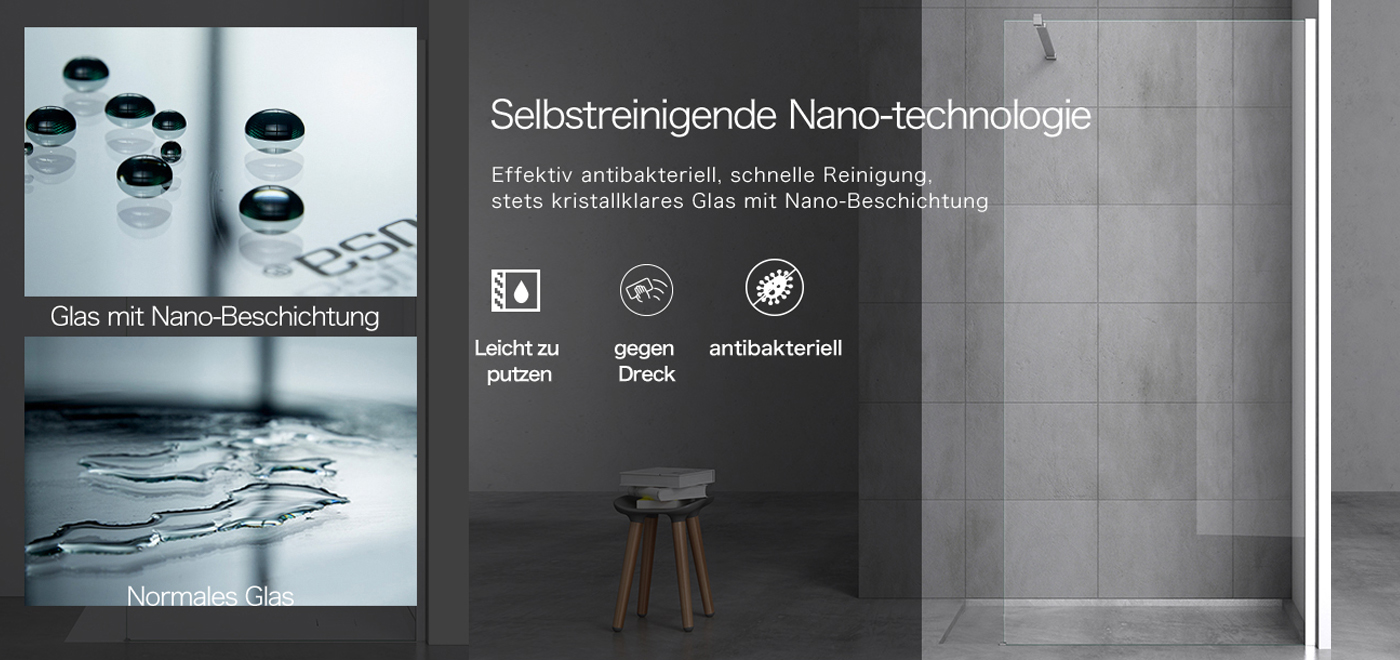 Selbstreinigende Nano-technologie
Effektiv antibakteriell, schnelle Reinigung,
stets kristallklares Glas mit Nano-Beschichtung
Leicht zu
putzen
gegen
Dreck
antibakteriell
Glas mit Nano-Beschichtung
Normales Glas